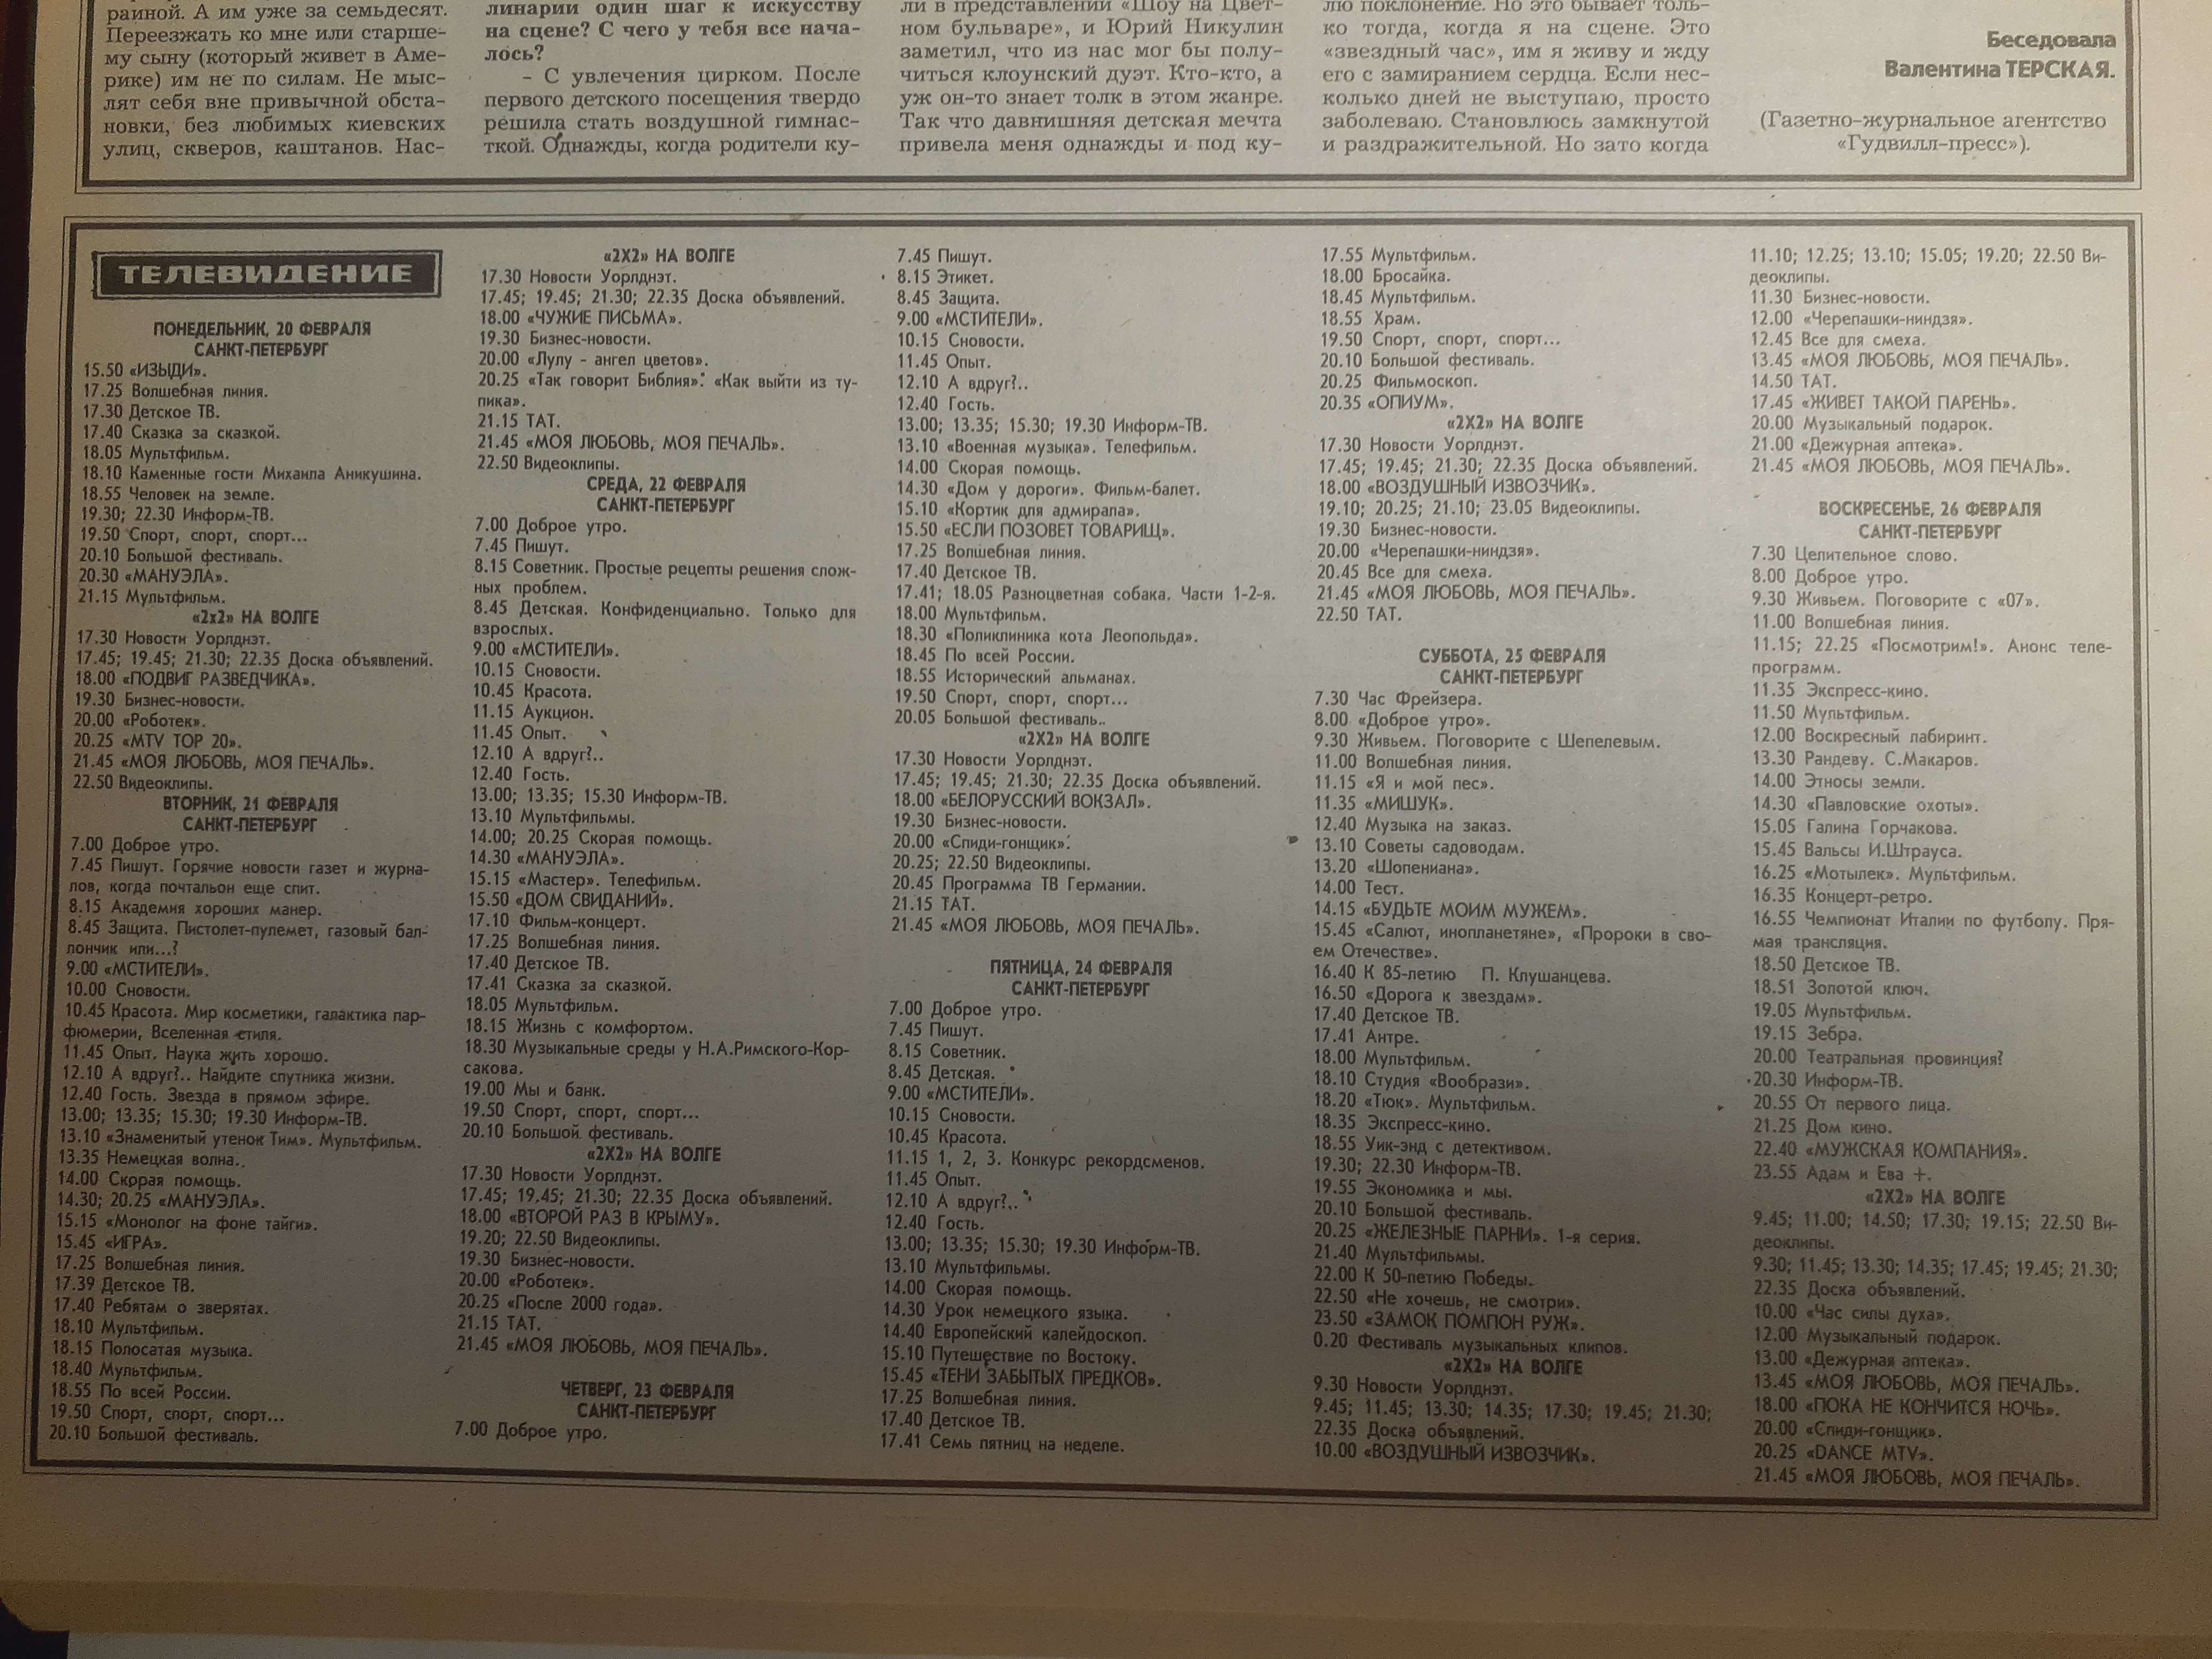 раиной. А им уже за семьдесят.
Переезжать ко мне или старше-
му сыну (который живет в Аме-
рике) им не по силам. Не мыс-
лят себя вне привычной обста-
новки, без любимых киевских
улиц, скверов, каштанов. Нас-
линарии один шаг к искусству
на сцене? С чего у тебя все нача-
лось?
– С увлечения цирком. После
первого детского посещения твердо
решила стать воздушной гимнас-
ткой. Однажды, когда родители ку-
ли в представлении «Шоу на Цвет-
ном бульваре», и Юрий Никулин
заметил, что из нас мог бы полу-
читься клоунский дуэт. Кто-кто, а
уж он-то знает толк в этом жанре.
Так что давнишняя детская мечта
привела меня однажды и под ку-
лю поклонение. Но это бывает толь-
ко тогда, когда я на сцене. Это
«звездный час», им я живу и жду
его с замиранием сердца. Если нес-
колько дней не выступаю, просто
заболеваю. Становлюсь замкнутой
и раздражительной. Но зато когда
Беседовала
Валентина ТЕРСКАЯ.
(Газетно-журнальное агентство
«Гудвилл-пресс»).
ТЕЛЕВИДЕНИЕ
ПОНЕДЕЛЬНИК, 20 ФЕВРАЛЯ
САНКТ-ПЕТЕРБУРГ
15.50 «ИЗЫДИ».
17.25 Волшебная линия.
17.30 Детское ТВ.
17.40 Сказка за сказкой.
18.05 Мультфильм.
18.10 Каменные гости Михаила Аникушина.
18.55 Человек на земле.
19.30; 22.30 Информ-ТВ.
19.50 Спорт, спорт, спорт...
20.10 Большой фестиваль.
20.30 «МАНУЭЛА».
21.15 Мультфильм.
«2x2» НА ВОЛГЕ
17.30 Новости Уорлднэт.
17.45; 19.45; 21.30; 22.35 Доска объявлений.
18.00 «ПОДВИГ РАЗВЕДЧИКА».
19.30 Бизнес-новости.
20.00 «Роботек».
20.25 «MTV TOP 20».
21.45 «МОЯ ЛЮБОВЬ, МОЯ ПЕЧАЛЬ».
22.50 Видеоклипы.
ВТОРНИК, 21 ФЕВРАЛЯ
САНКТ-ПЕТЕРБУРГ
7.00 Доброе утро.
7.45 Пишут. Горячие новости газет и журна-
лов, когда почтальон еще спит.
8.15 Академия хороших манер.
8.45 Защита. Пистолет-пулемет, газовый бал-
лончик или...?
9.00 «МСТИТЕЛИ».
10.00 Сновости.
10.45 Красота. Мир косметики, галактика пар-
фюмерии, Вселенная стиля.
11.45 Опыт. Наука жить хорошо.
12.10 А вдруг?.. Найдите спутника жизни.
12.40 Гость. Звезда в прямом эфире.
13.00; 13.35; 15.30; 19.30 Информ-ТВ.
13.10 «Знаменитый утенок Тим». Мультфильм.
13.35 Немецкая волна.
14.00 Скорая помощь.
14.30; 20.25 «МАНУЭЛА».
15.15 «Монолог на фоне тайги».
15.45 «ИГРА».
17.25 Волшебная линия.
17.39 Детское ТВ.
17.40 Ребятам о зверятах.
18.10 Мультфильм.
18.15 Полосатая музыка.
18.40 Мультфильм.
18.55 По всей России.
19.50 Спорт, спорт, спорт...
20.10 Большой фестиваль.
«2X2» НА ВОЛГЕ
17.30 Новости Уорлднэт.
17.45; 19.45; 21.30; 22.35 Доска объявлений.
18.00 «ЧУЖИЕ ПИСЬМА».
19.30 Бизнес-новости.
20.00 «Лулу - ангел цветов».
20.25 «Так говорит Библия»: «Как выйти из ту-
пика».
21.15 ТАТ.
21.45 «МОЯ ЛЮБОВЬ, МОЯ ПЕЧАЛЬ».
22.50 Видеоклипы.
СРЕДА, 22 ФЕВРАЛЯ
САНКТ-ПЕТЕРБУРГ
7.00 Доброе утро.
7.45 Пишут.
8.15 Советник. Простые рецепты решения слож-
ных проблем.
8.45 Детская. Конфиденциально. Только для
взрослых.
9.00 «МСТИТЕЛИ».
10.15 Сновости.
10.45 Красота.
11.15 Аукцион.
11.45 Опыт.
12.10 А вдруг?..
12.40 Гость.
13.00; 13.35; 15.30 Информ-ТВ.
13.10 Мультфильмы.
14.00; 20.25 Скорая помощь.
14.30 «МАНУЭЛА».
15.15 «Мастер». Телефильм.
15.50 «ДОМ СВИДАНИЙ».
17.10 Фильм-концерт.
17.25 Волшебная линия.
17.40 Детское ТВ.
17.41 Сказка за сказкой.
18.05 Мультфильм.
18.15 Жизнь с комфортом.
18.30 Музыкальные среды у Н.А.Римского-Кор-
сакова.
19.00 Мы и банк.
19.50 Спорт, спорт, спорт...
20.10 Большой фестиваль.
«2X2» НА ВОЛГЕ
17.30 Новости Уорлднэт.
17.45; 19.45; 21.30; 22.35 Доска объявлений.
18.00 «ВТОРОЙ РАЗ В КРЫМУ».
19.20; 22.50 Видеоклипы.
19.30 Бизнес-новости.
20.00 «Роботек».
20.25 «После 2000 года».
21.15 ТАТ.
21.45 «МОЯ ЛЮБОВЬ, МОЯ ПЕЧАЛЬ».
ЧЕТВЕРГ, 23 ФЕВРАЛЯ
САНКТ-ПЕТЕРБУРГ
7.00 Доброе утро.
7.45 Пишут.
8.15 Этикет.
8.45 Защита.
9.00 «МСТИТЕЛИ».
10.15 Сновости.
11.45 Опыт.
12.10 А вдруг?..
12.40 Гость.
13.00; 13.35; 15.30; 19.30 Информ-ТВ.
13.10 «Военная музыка». Телефильм.
14.00 Скорая помощь.
14.30 «Дом у дороги». Фильм-балет.
15.10 «Кортик для адмирала».
15.50 «ЕСЛИ ПОЗОВЕТ ТОВАРИЩ».
17.25 Волшебная линия.
17.40 Детское ТВ.
17.41; 18.05 Разноцветная собака. Части 1-2-я.
18.00 Мультфильм.
18.30 «Поликлиника кота Леопольда».
18.45 По всей России.
18.55 Исторический альманах.
19.50 Спорт, спорт, спорт...
20.05 Большой фестиваль..
«2X2» НА ВОЛГЕ
17.30 Новости Уорлднэт.
17.45; 19.45; 21.30; 22.35 Доска объявлений.
18.00 «БЕЛОРУССКИЙ ВОКЗАЛ».
19.30 Бизнес-новости.
20.00 «Спиди-гонщик».
20.25; 22.50 Видеоклипы.
20.45 Программа ТВ Германии.
21.15 ТАТ.
21.45 «МОЯ ЛЮБОВЬ, МОЯ ПЕЧАЛЬ».
ПЯТНИЦА, 24 ФЕВРАЛЯ
САНКТ-ПЕТЕРБУРГ
7.00 Доброе утро.
7.45 Пишут.
8.15 Советник.
8.45 Детская.
9.00 «МСТИТЕЛИ».
10.15 Сновости.
10.45 Красота.
11.15 1, 2, 3. Конкурс рекордсменов.
11.45 Опыт.
12.10 А вдруг?..
12.40 Гость.
13.00; 13.35; 15.30; 19.30 Информ-ТВ.
13.10 Мультфильмы.
14.00 Скорая помощь.
14.30 Урок немецкого языка.
14.40 Европейский калейдоскоп.
15.10 Путешествие по Востоку.
15.45 «ТЕНИ ЗАБЫТЫХ ПРЕДКОВ».
17.25 Волшебная линия.
17.40 Детское ТВ.
17.41 Семь пятниц на неделе.
17.55 Мультфильм.
18.00 Бросайка.
18.45 Мультфильм.
18.55 Храм.
19.50 Спорт, спорт, спорт...
20.10 Большой фестиваль.
20.25 Фильмоскоп.
20.35 «ОПИУМ».
«2X2» НА ВОЛГЕ
17.30 Новости Уорлднэт.
17.45; 19.45; 21.30; 22.35 Доска объявлений.
18.00 «ВОЗДУШНЫЙ ИЗВОЗЧИК».
19.10; 20.25; 21.10; 23.05 Видеоклипы.
19.30 Бизнес-новости.
20.00 «Черепашки-ниндзя».
20.45 Все для смеха.
21.45 «МОЯ ЛЮБОВЬ, МОЯ ПЕЧАЛЬ».
22.50 ТАТ.
СУББОТА, 25 ФЕВРАЛЯ
САНКТ-ПЕТЕРБУРГ
7.30 Час Фрейзера.
8.00 «Доброе утро».
9.30 Живьем. Поговорите с Шепелевым.
11.00 Волшебная линия.
11.15 «Я и мой пес».
11.35 «МИШУК».
12.40 Музыка на заказ.
13.10 Советы садоводам.
13.20 «Шопениана».
14.00 Тест.
14.15 «БУДЬТЕ МОИМ МУЖЕМ».
15.45 «Салют, инопланетяне», «Пророки в сво-
ем Отечестве».
16.40 К 85-летию П. Клушанцева.
16.50 «Дорога к звездам».
17.40 Детское ТВ.
17.41 Антре.
18.00 Мультфильм.
18.10 Студия «Вообрази».
18.20 «Тюк». Мультфильм.
18.35 Экспресс-кино.
18.55 Уик-энд с детективом.
19.30; 22.30 Информ-ТВ.
19.55 Экономика и мы.
20.10 Большой фестиваль.
20.25 «ЖЕЛЕЗНЫЕ ПАРНИ». 1-я серия.
21.40 Мультфильмы.
22.00 К 50-летию Победы.
22.50 «Не хочешь, не смотри».
23.50 «ЗАМОК ПОМПОН РУЖ».
0.20 Фестиваль музыкальных клипов.
«2X2» НА ВОЛГЕ
9.30 Новости Уорлднэт.
9.45; 11.45; 13.30; 14.35; 17.30; 19.45; 21.30;
22.35 Доска объявлений.
10.00 «ВОЗДУШНЫЙ ИЗВОЗЧИК».
11.10; 12.25; 13.10; 15.05; 19.20; 22.50 Ви-
деоклипы.
11.30 Бизнес-новости.
12.00 «Черепашки-ниндзя».
12.45 Все для смеха.
13.45 «МОЯ ЛЮБОВЬ, МОЯ ПЕЧАЛЬ».
14.50 ТАТ.
17.45 «ЖИВЕТ ТАКОЙ ПАРЕНЬ».
20.00 Музыкальный подарок.
21.00 «Дежурная аптека».
21.45 «МОЯ ЛЮБОВЬ, МОЯ ПЕЧАЛЬ».
ВОСКРЕСЕНЬЕ, 26 ФЕВРАЛЯ
САНКТ-ПЕТЕРБУРГ
7.30 Целительное слово.
8.00 Доброе утро.
9.30 Живьем. Поговорите с «07».
11.00 Волшебная линия.
11.15; 22.25 «Посмотрим!». Анонс теле-
программ.
11.35 Экспресс-кино.
11.50 Мультфильм.
12.00 Воскресный лабиринт.
13.30 Рандеву. С.Макаров.
14.00 Этносы земли.
14.30 «Павловские охоты».
15.05 Галина Горчакова.
15.45 Вальсы И.Штрауса.
16.25 «Мотылек». Мультфильм.
16.35 Концерт-ретро.
16.55 Чемпионат Италии по футболу. Пря-
мая трансляция.
18.50 Детское ТВ.
18.51 Золотой ключ.
19.05 Мультфильм.
19.15 Зебра.
20.00 Театральная провинция?
20.30 Информ-ТВ.
20.55 От первого лица.
21.25 Дом кино.
22.40 «МУЖСКАЯ КОМПАНИЯ».
23.55 Адам и Ева +.
«2X2» НА ВОЛГЕ
9.45; 11.00; 14.50; 17.30; 19.15; 22.50 Ви-
деоклипы.
9.30; 11.45; 13.30; 14.35; 17.45; 19.45; 21.30;
22.35 Доска объявлений.
10.00 «Час силы духа».
12.00 Музыкальный подарок.
13.00 «Дежурная аптека».
13.45 «МОЯ ЛЮБОВЬ, МОЯ ПЕЧАЛЬ».
18.00 «ПОКА НЕ КОНЧИТСЯ НОЧЬ».
20.00 «Спиди-гонщик».
20.25 «DANCE MTV».
21.45 «МОЯ ЛЮБОВЬ, МОЯ ПЕЧАЛЬ».